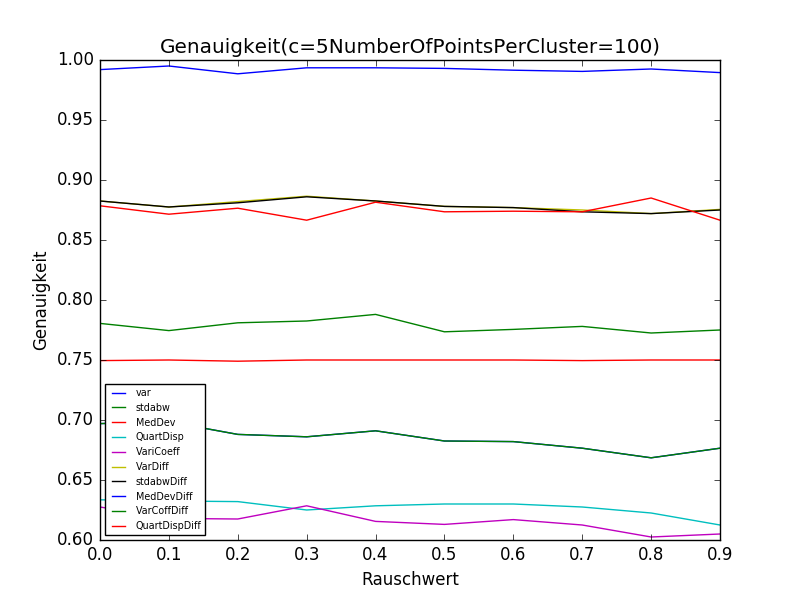 Genauigkeit(c=5NumberOfPointsPerCluster=100)
1.00
0.95
0.90
0.85
0.80
0.75
0.70
0.65
0.60
Genauigkeit
var
stdabw
MedDev
QuartDisp
VariCoeff
VarDiff
stdabwDiff
MedDevDiff
VarCoffDiff
QuartDispDiff
0.0 0.1 0.2 0.3 0.4 0.5 0.6 0.7 0.8 0.9
Rauschwert